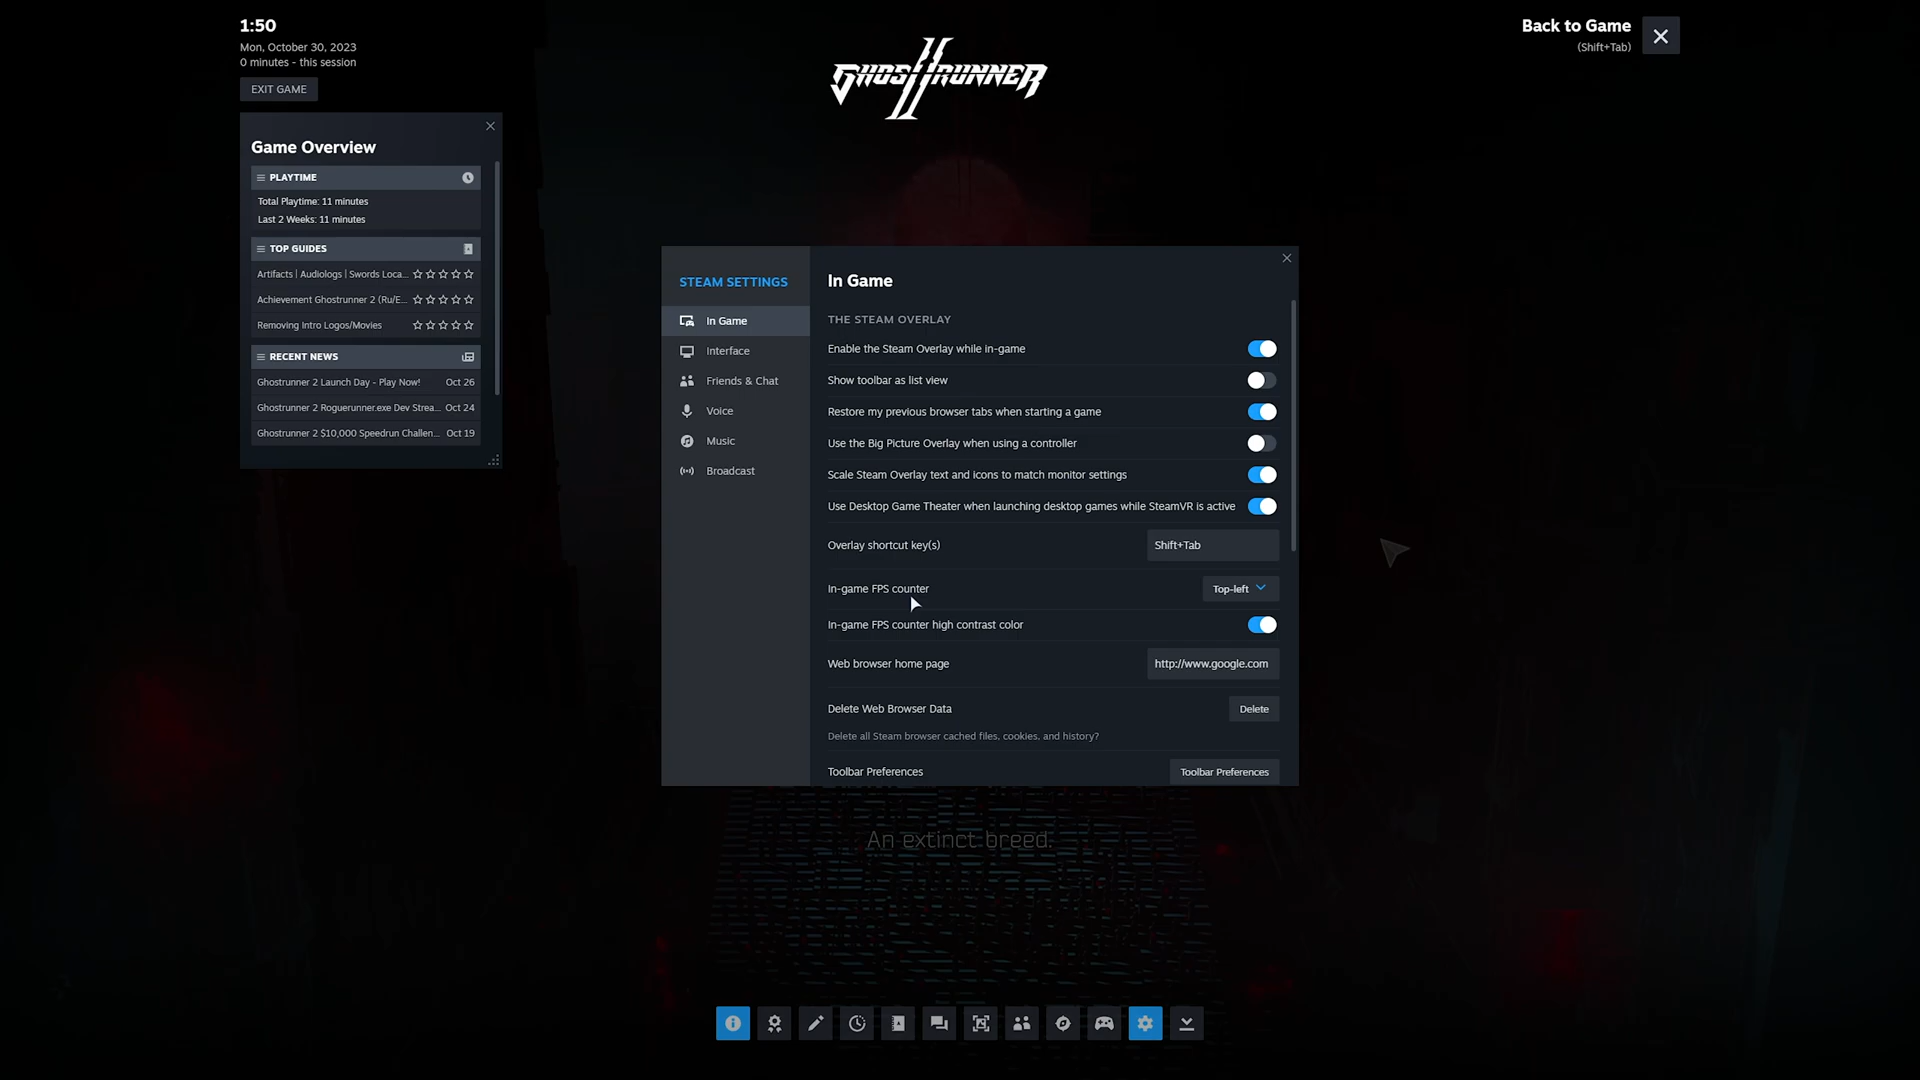 1:50
Mon, October 30, 2023
0 minutes - this session
EXIT GAME
GHOSTRUNNER II
Back to Game
(Shift+Tab)
Game Overview
PLAYTIME
Total Playtime: 11 minutes
Last 2 Weeks: 11 minutes
TOP GUIDES
Artifacts | Audiologs | Swords Loca...
Achievement Ghostrunner 2 (Ru/E...
Removing Intro Logos/Movies
RECENT NEWS
Ghostrunner 2 Launch Day - Play Now! Oct 26
Ghostrunner 2 Roguerunner.exe Dev Strea... Oct 24
Ghostrunner 2 $10,000 Speedrun Challen... Oct 19
STEAM SETTINGS
In Game
Interface
Friends & Chat
Voice
Music
Broadcast
In Game
THE STEAM OVERLAY
Enable the Steam Overlay while in-game
Show toolbar as list view
Restore my previous browser tabs when starting a game
Use the Big Picture Overlay when using a controller
Scale Steam Overlay text and icons to match monitor settings
Use Desktop Game Theater when launching desktop games while SteamVR is active
Overlay shortcut key(s) Shift+Tab
In-game FPS counter Top-left
In-game FPS counter high contrast color
Web browser home page http://www.google.com
Delete Web Browser Data Delete
Delete all Steam browser cached files, cookies, and history?
Toolbar Preferences Toolbar Preferences
An extinct breed.